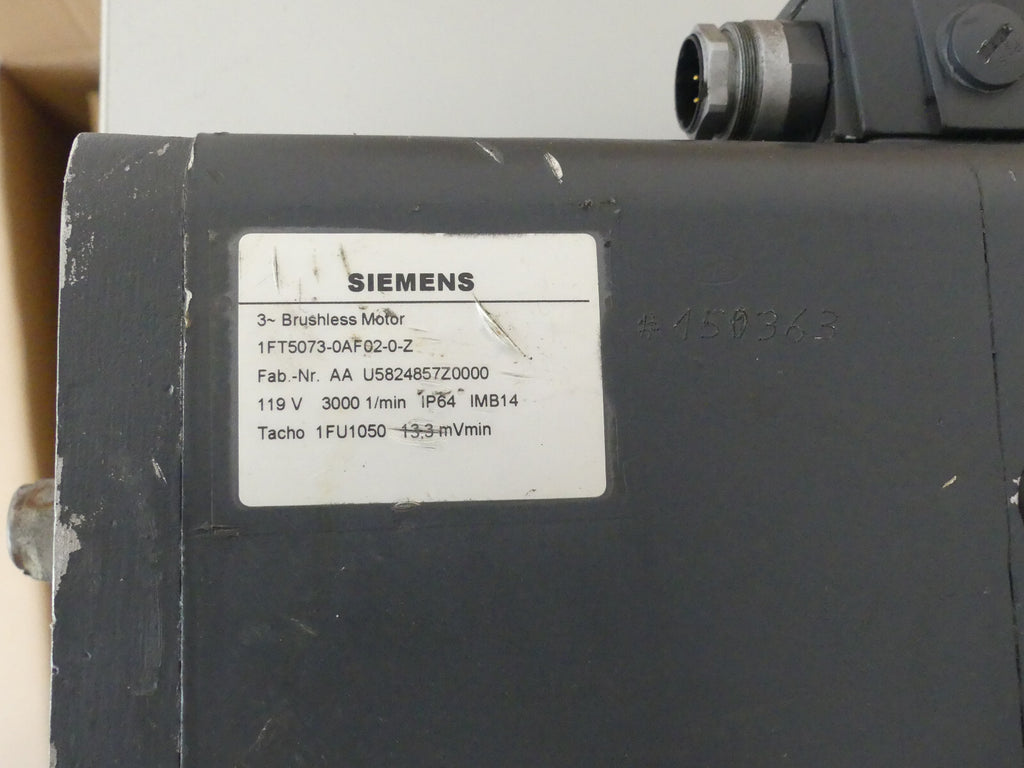 SIEMENS
3~ Brushless Motor
1FT5073-0AF02-0-Z
Fab.-Nr. AA U5824857Z0000
119 V 3000 1/min IP64 IMB14
Tacho 1FU1050 13,3 mVmin
#150363